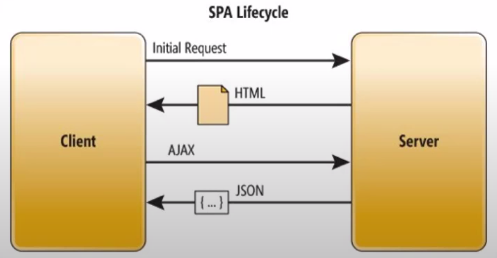 SPA Lifecycle
Initial Request
HTML
Client
Server
AJAX
JSON
{ ... }